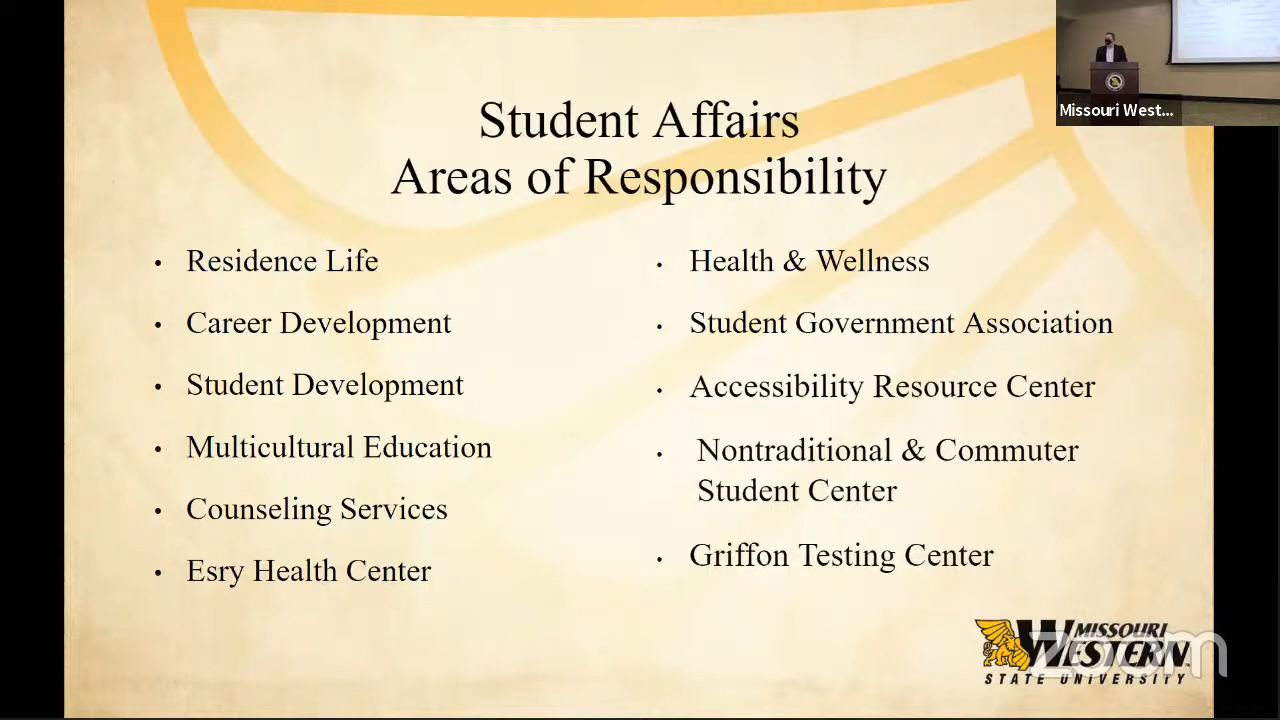 Missouri West...
Student Affairs
Areas of Responsibility
• Residence Life
• Career Development
• Student Development
• Multicultural Education
• Counseling Services
• Esry Health Center
• Health & Wellness
• Student Government Association
• Accessibility Resource Center
• Nontraditional & Commuter
Student Center
• Griffon Testing Center
MISSOURI
WESTERN
STATE UNIVERSITY
zoom